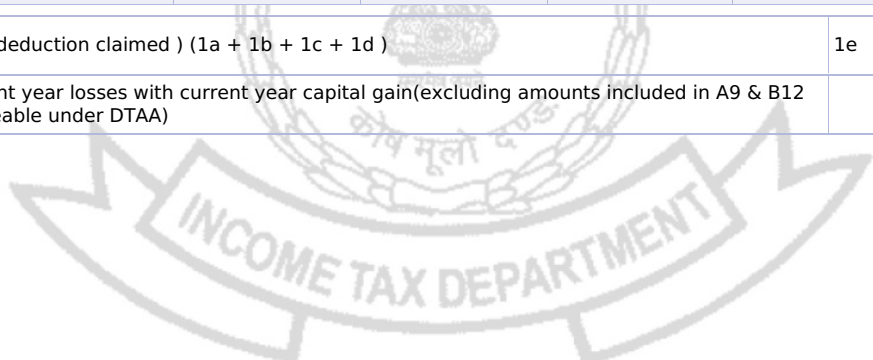 deduction claimed ) (1a + 1b + 1c + 1d ) 1e
nt year losses with current year capital gain(excluding amounts included in A9 & B12
eable under DTAA)
कोष मूलो दण्डः
INCOME TAX DEPARTMENT